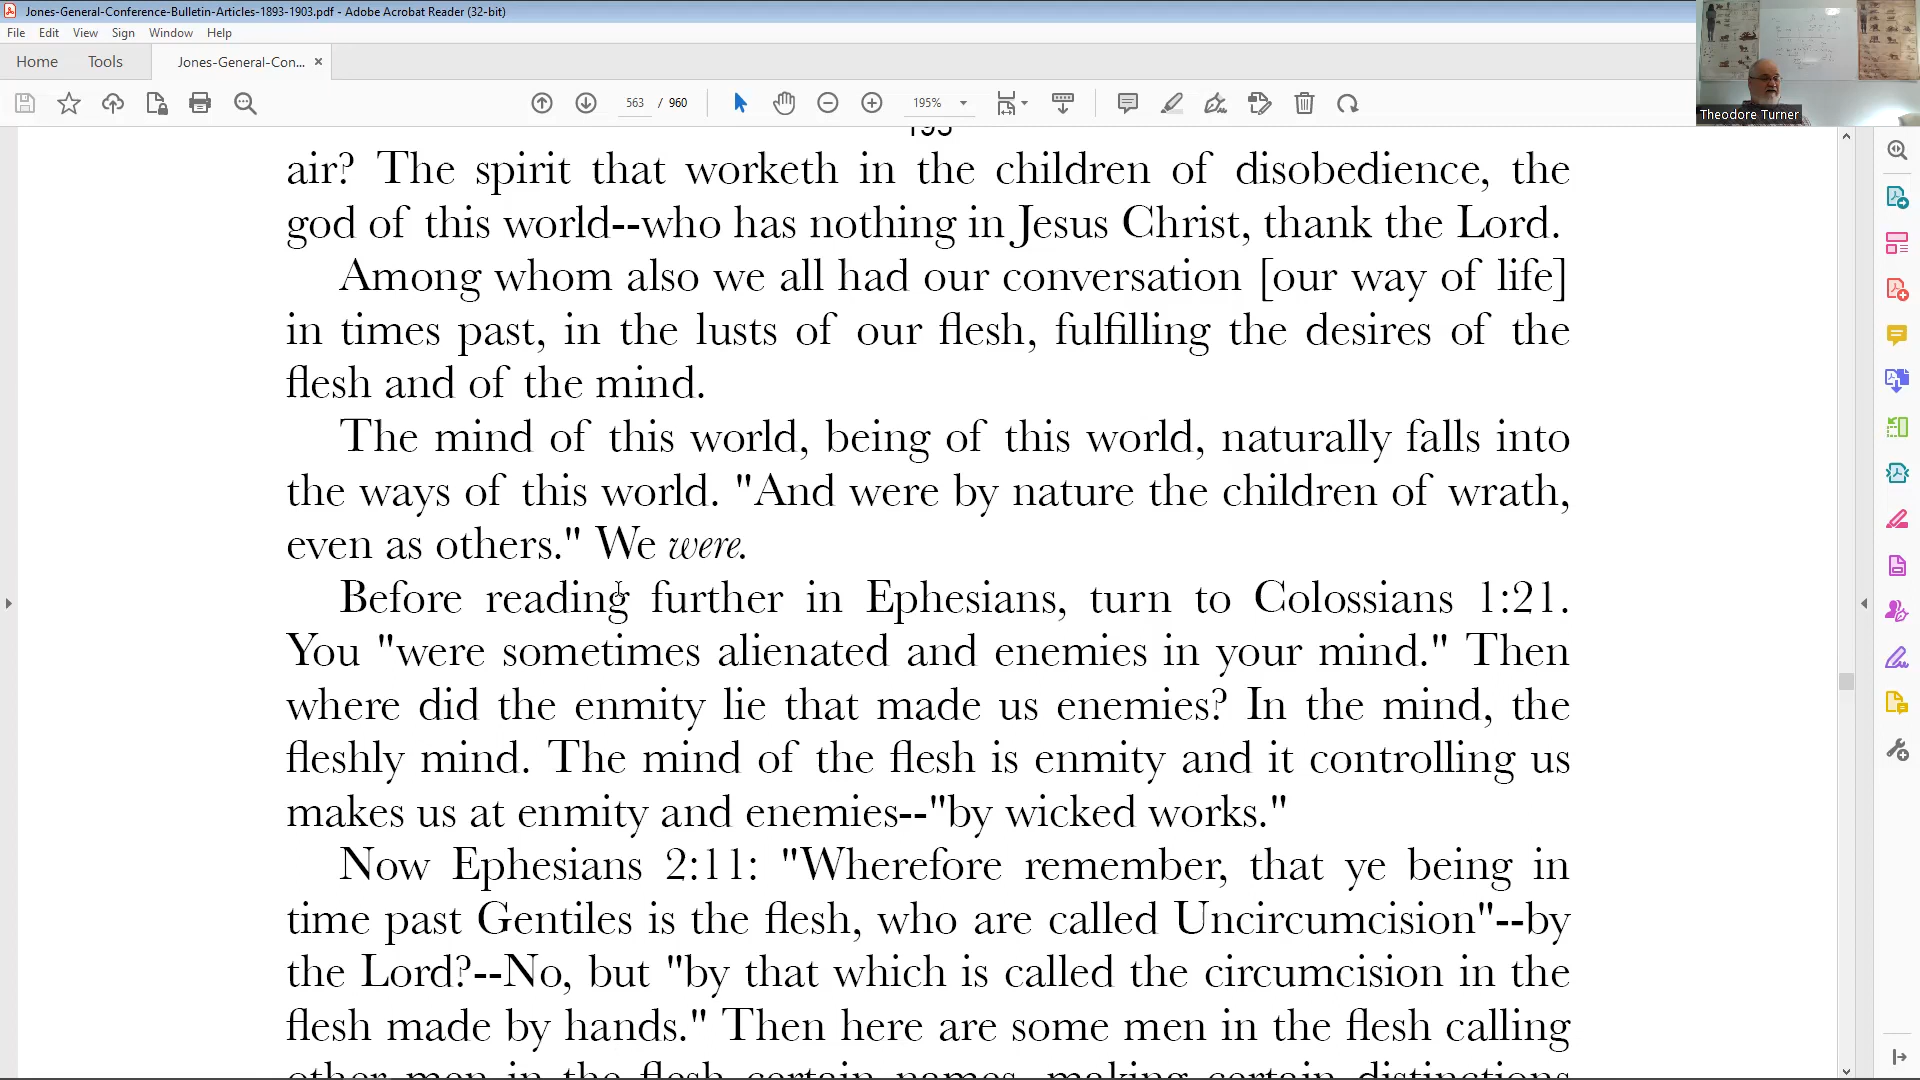 Jones-General-Conference-Bulletin-Articles-1893-1903.pdf - Adobe Acrobat Reader (32-bit)
File Edit View Sign Window Help
Home Tools Jones-General-Con... ×
563 / 960 195%
Theodore Turner
195
air? The spirit that worketh in the children of disobedience, the
god of this world--who has nothing in Jesus Christ, thank the Lord.
Among whom also we all had our conversation [our way of life]
in times past, in the lusts of our flesh, fulfilling the desires of the
flesh and of the mind.
The mind of this world, being of this world, naturally falls into
the ways of this world. "And were by nature the children of wrath,
even as others." We were.
Before reading further in Ephesians, turn to Colossians 1:21.
You "were sometimes alienated and enemies in your mind." Then
where did the enmity lie that made us enemies? In the mind, the
fleshly mind. The mind of the flesh is enmity and it controlling us
makes us at enmity and enemies--"by wicked works."
Now Ephesians 2:11: "Wherefore remember, that ye being in
time past Gentiles is the flesh, who are called Uncircumcision"--by
the Lord?--No, but "by that which is called the circumcision in the
flesh made by hands." Then here are some men in the flesh calling
other men in the flesh certain names, making certain distinctions